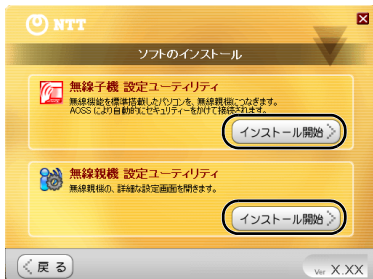 NTT
ソフトのインストール
無線子機 設定ユーティリティ
無線機能を標準搭載したパソコンを、無線親機につなぎます。
AOSSにより自動的にセキュリティーをかけて接続されます。
インストール開始
無線親機 設定ユーティリティ
無線親機の、詳細な設定画面を開きます。
インストール開始
戻る
Ver X.XX